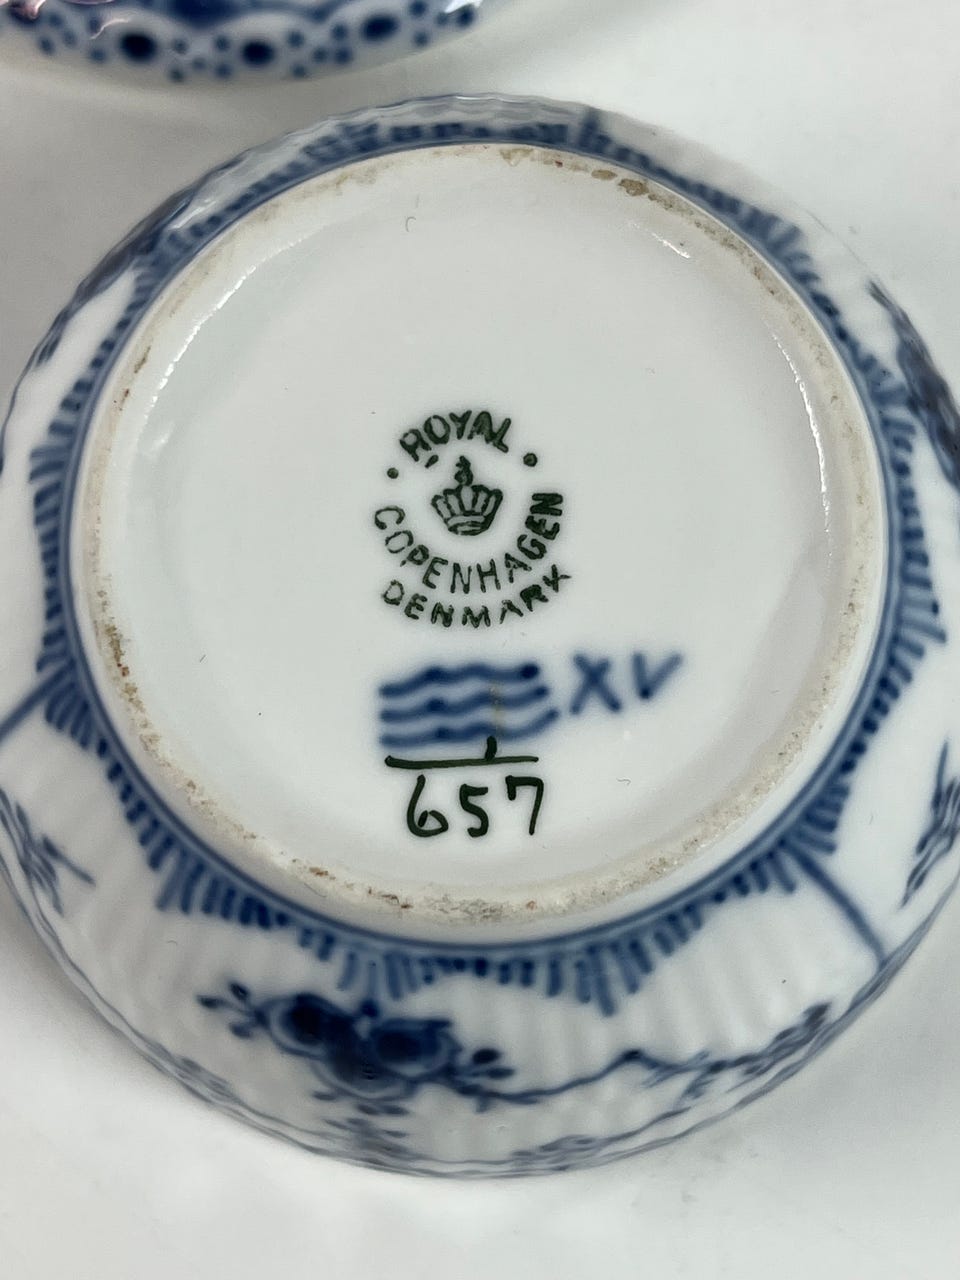 ROYAL
COPENHAGEN
DENMARK
XV
1
657